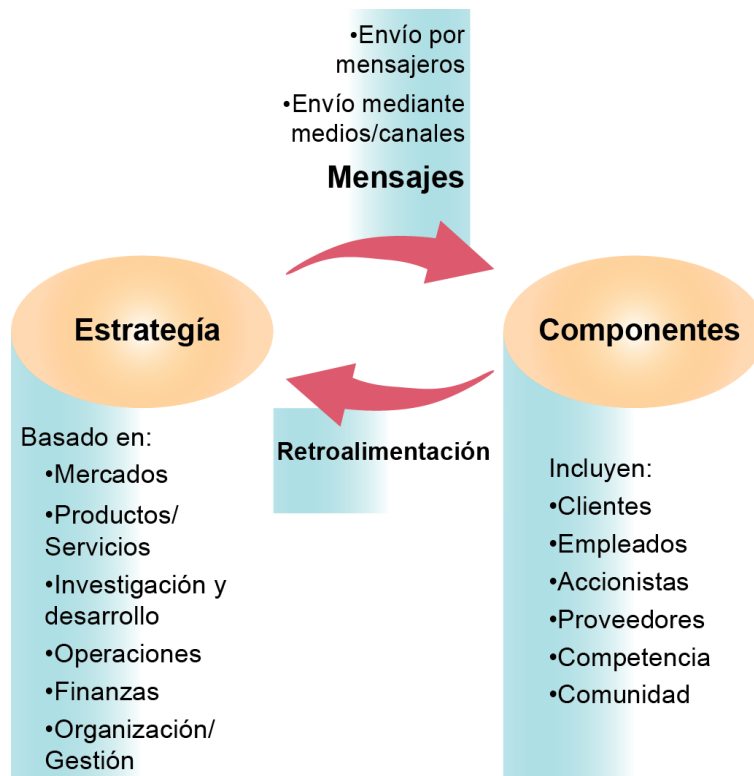 •Envío por
mensajeros
•Envío mediante
medios/canales
Mensajes
Estrategía
Componentes
Retroalimentación
Basado en:
•Mercados
•Productos/
Servicios
•Investigación y
desarrollo
•Operaciones
•Finanzas
•Organización/
Gestión
Incluyen:
•Clientes
•Empleados
•Accionistas
•Proveedores
•Competencia
•Comunidad